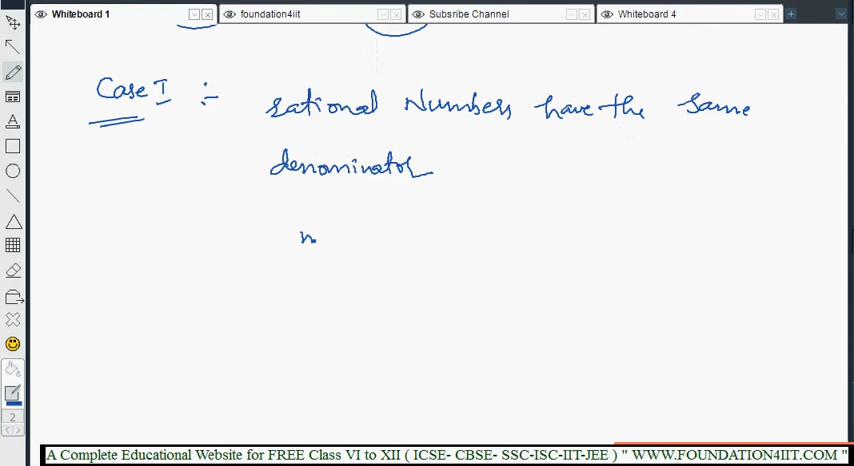 Whiteboard 1 foundation4iit Subsribe Channel Whiteboard 4
Case I :- rational Numbers have the same
denominator
n
2
A Complete Educational Website for FREE Class VI to XII ( ICSE- CBSE- SSC-ISC-IIT-JEE ) " WWW.FOUNDATION4IIT.COM "